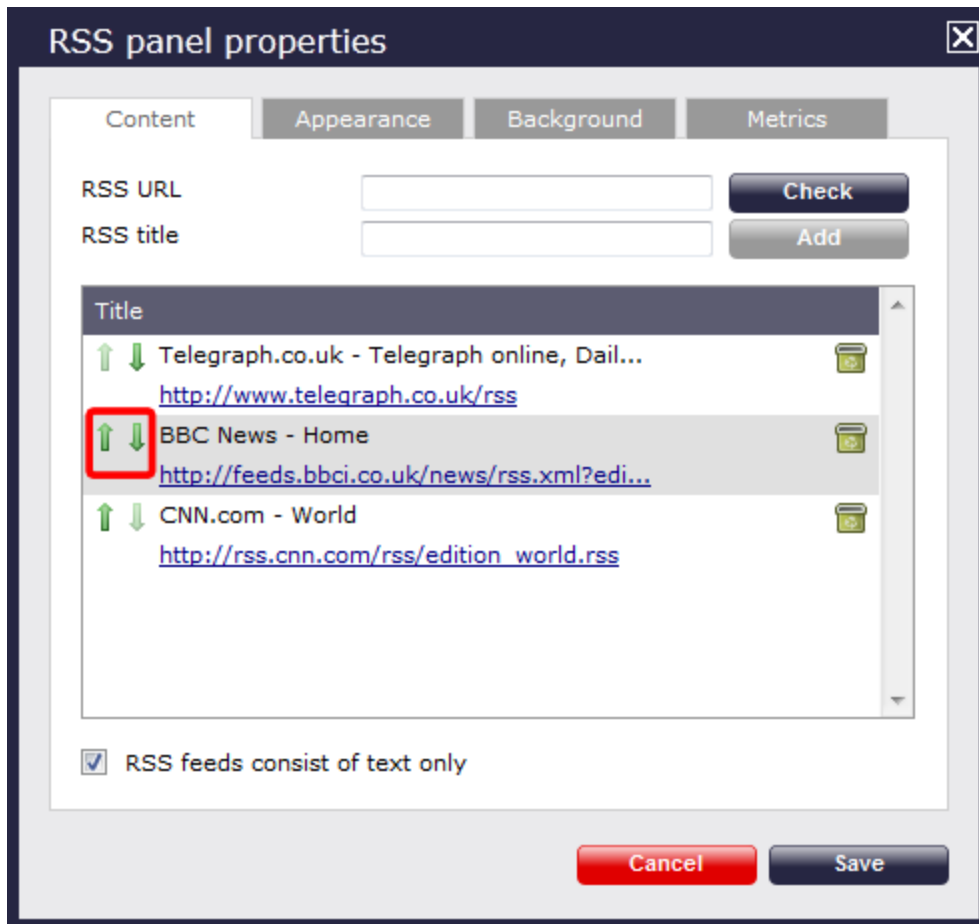 RSS panel properties
Content Appearance Background Metrics
RSS URL Check
RSS title Add
Title
Telegraph.co.uk - Telegraph online, Dail...
http://www.telegraph.co.uk/rss
BBC News - Home
http://feeds.bbci.co.uk/news/rss.xml?edi...
CNN.com - World
http://rss.cnn.com/rss/edition_world.rss
RSS feeds consist of text only
Cancel Save